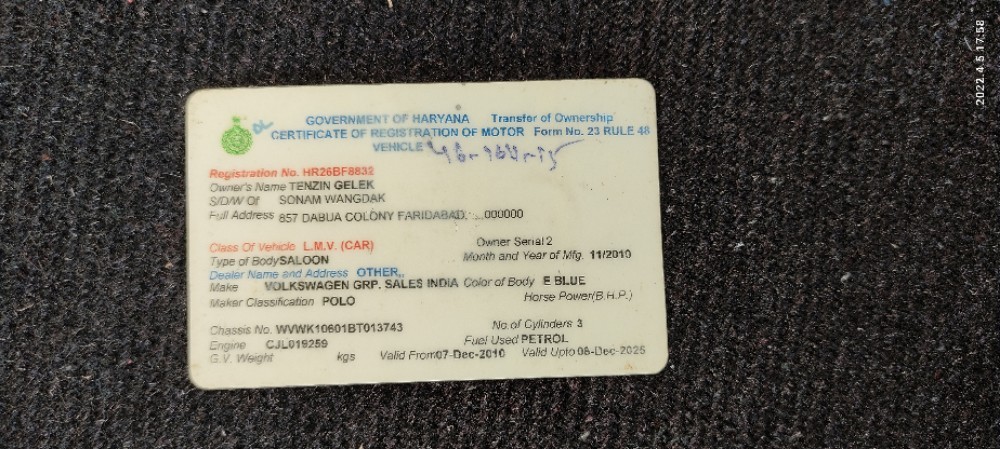 GOVERNMENT OF HARYANA Transfer of Ownership
CERTIFICATE OF REGISTRATION OF MOTOR Form No. 23 RULE 48
VEHICLE
Registration No. HR26BF8832
Owner's Name TENZIN GELEK
S/D/W Of SONAM WANGDAK
Full Address 857 DABUA COLONY FARIDABAD, ...000000
Class Of Vehicle L.M.V. (CAR) Owner Serial 2
Type of Body SALOON Month and Year of Mfg. 11/2010
Dealer Name and Address OTHER,,
Make VOLKSWAGEN GRP. SALES INDIA Color of Body E BLUE
Maker Classification POLO Horse Power(B.H.P.)
Chassis No. WVWK10601BT013743 No of Cylinders 3
Engine CJL019259 Fuel Used PETROL
G.V. Weight kgs Valid From 07-Dec-2010 Valid Upto 06-Dec-2025
2022.4.5 17:58